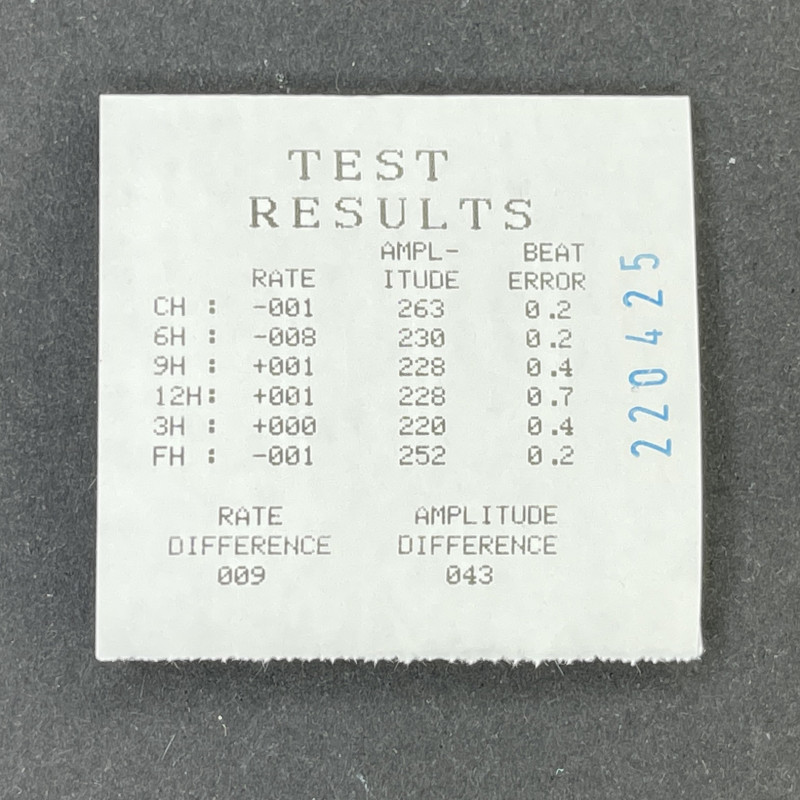 TEST
RESULTS
AMPL- BEAT
RATE ITUDE ERROR
CH : -001 263 0.2
6H : -008 230 0.2
9H : +001 228 0.4
12H: +001 228 0.7
3H : +000 220 0.4
FH : -001 252 0.2
RATE AMPLITUDE
DIFFERENCE DIFFERENCE
009 043
220425